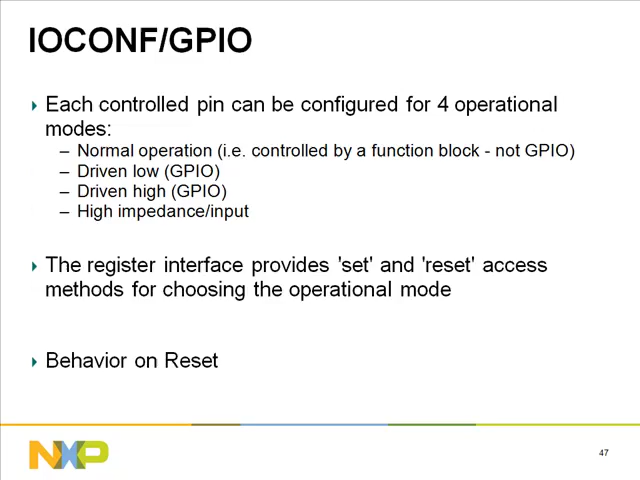 IOCONF/GPIO
Each controlled pin can be configured for 4 operational
modes:
– Normal operation (i.e. controlled by a function block - not GPIO)
– Driven low (GPIO)
– Driven high (GPIO)
– High impedance/input
The register interface provides 'set' and 'reset' access
methods for choosing the operational mode
Behavior on Reset
NXP
47